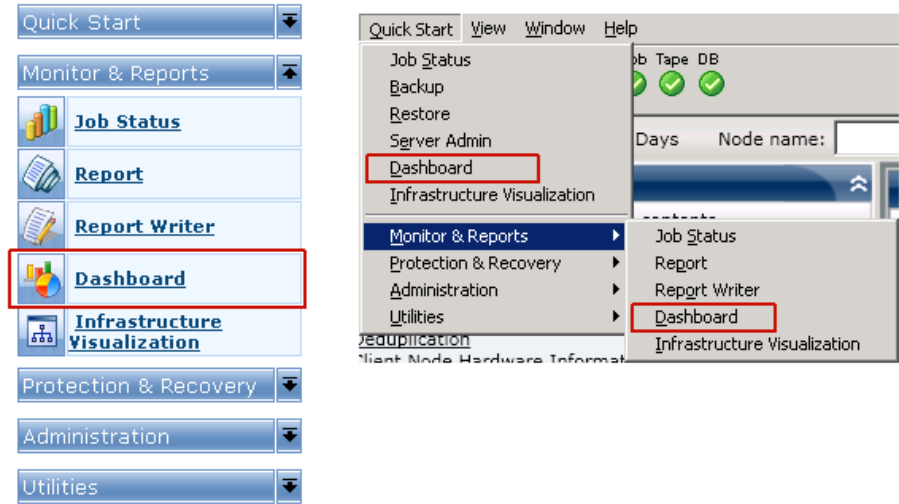 Quick Start
Monitor & Reports
Job Status
Report
Report Writer
Dashboard
Infrastructure
Visualization
Protection & Recovery
Administration
Utilities
Quick Start View Window Help
Job Status
Backup
Restore
Server Admin
Dashboard
Infrastructure Visualization
Monitor & Reports
Protection & Recovery
Administration
Utilities
Tape DB
Days Node name:
Job Status
Report
Report Writer
Dashboard
Infrastructure Visualization